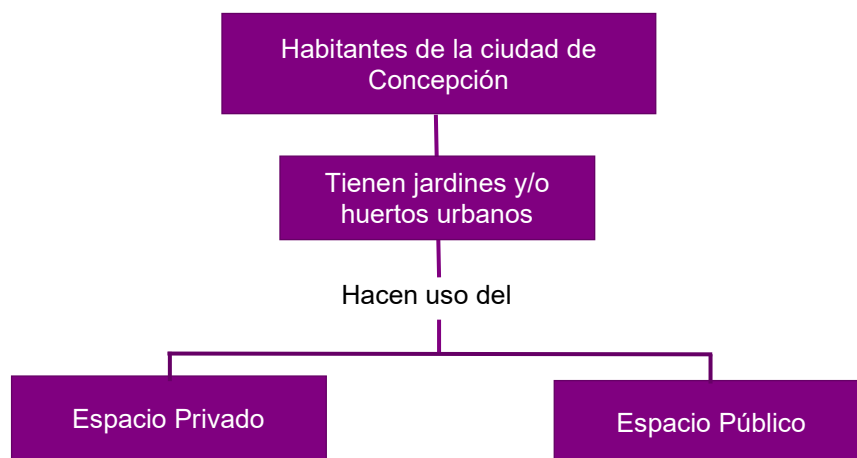 Habitantes de la ciudad de
Concepción
Tienen jardines y/o
huertos urbanos
Hacen uso del
Espacio Privado
Espacio Público